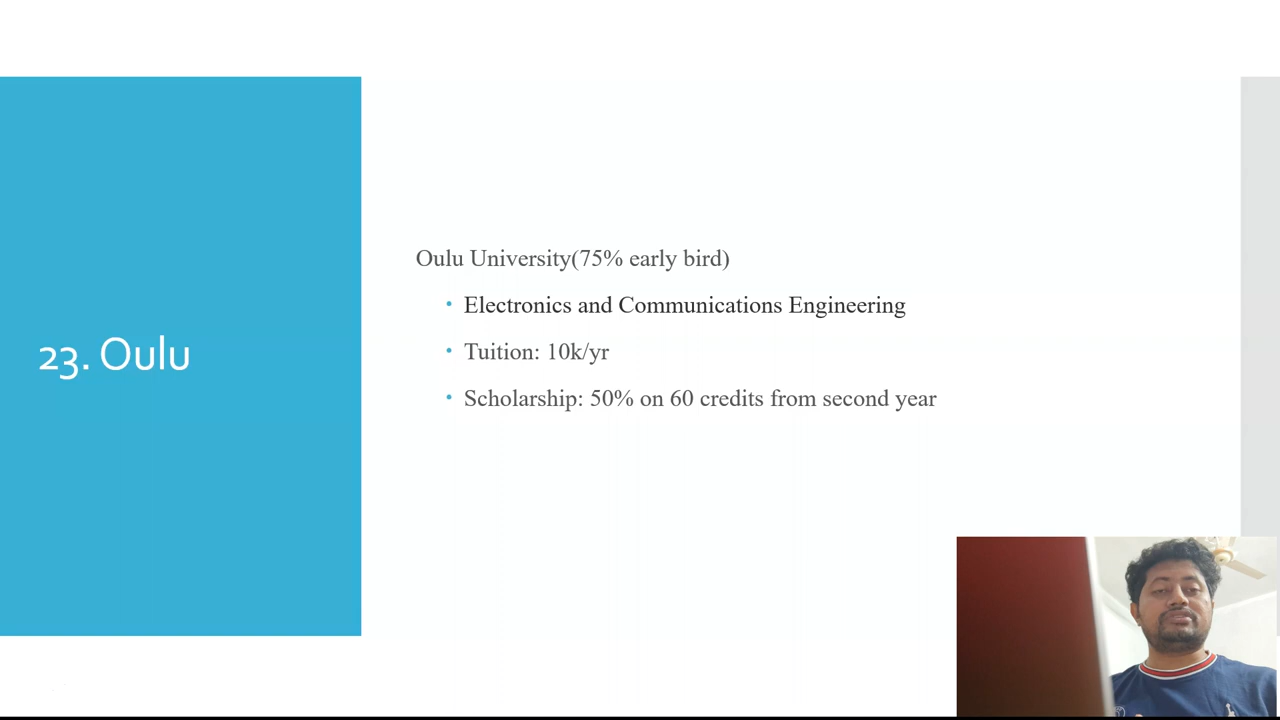 23. Oulu
Oulu University(75% early bird)
• Electronics and Communications Engineering
• Tuition: 10k/yr
• Scholarship: 50% on 60 credits from second year